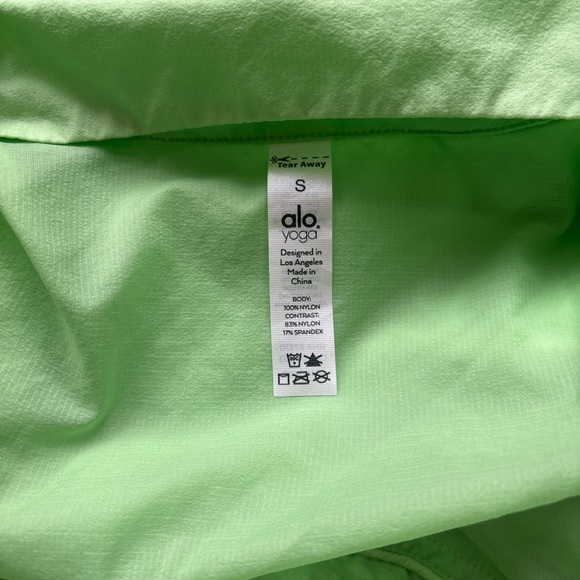 Tear Away
S
alo
yoga
Designed in
Los Angeles
Made in
China
BODY:
100% NYLON
CONTRAST:
83% NYLON
17% SPANDEX